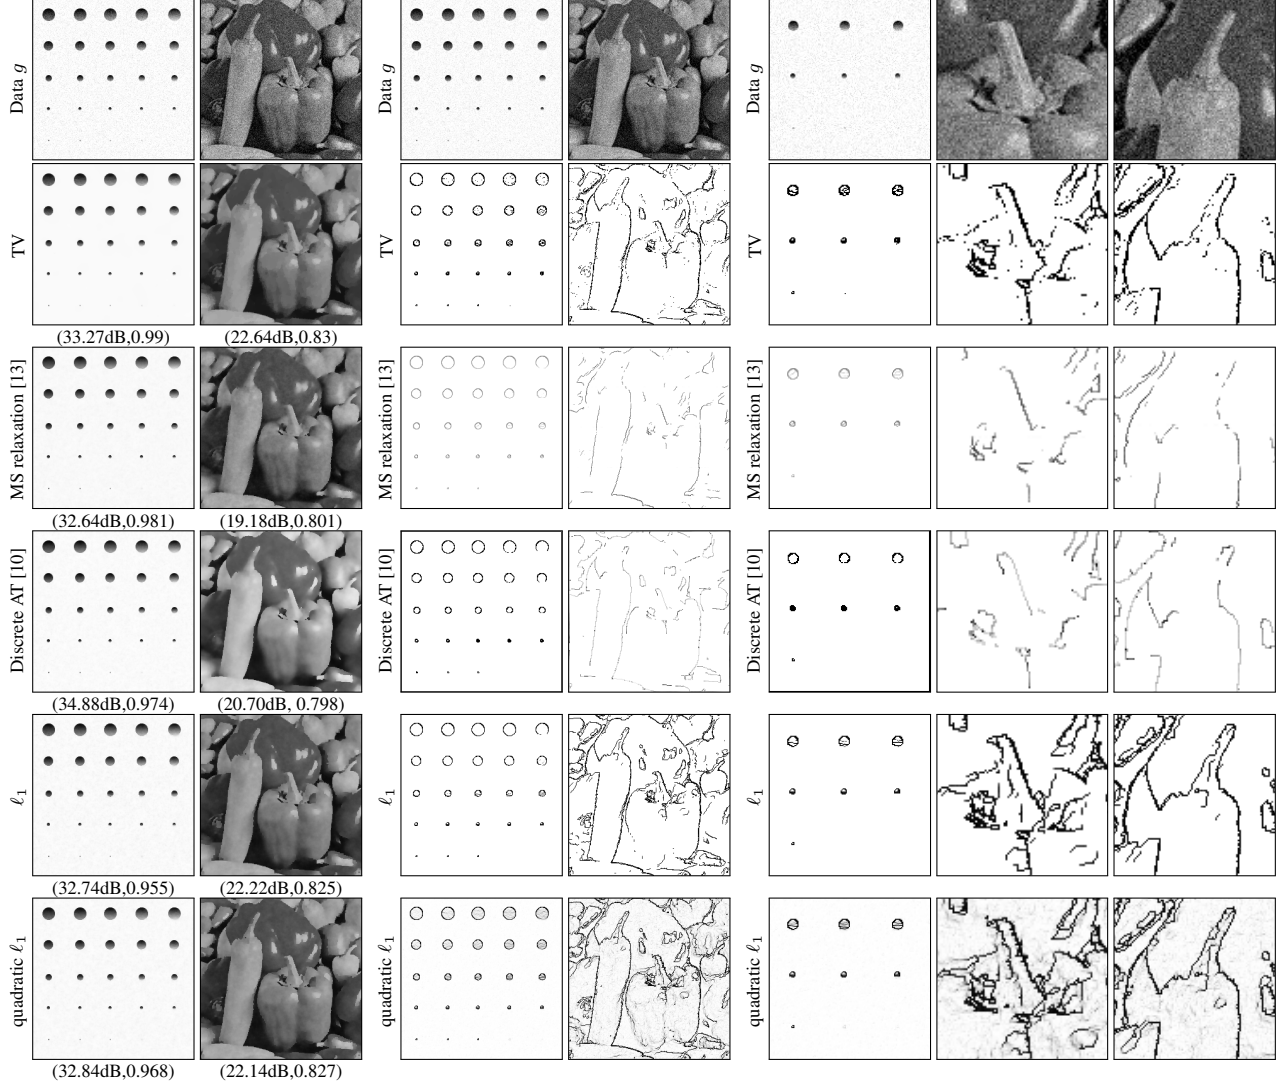 Data g Data g Data g
TV TV TV
(33.27dB,0.99) (22.64dB,0.83)
MS relaxation [13] MS relaxation [13] MS relaxation [13]
(32.64dB,0.981) (19.18dB,0.801)
Discrete AT [10] Discrete AT [10] Discrete AT [10]
(34.88dB,0.974) (20.70dB, 0.798)
ℓ1 ℓ1 ℓ1
(32.74dB,0.955) (22.22dB,0.825)
quadratic ℓ1 quadratic ℓ1 quadratic ℓ1
(32.84dB,0.968) (22.14dB,0.827)